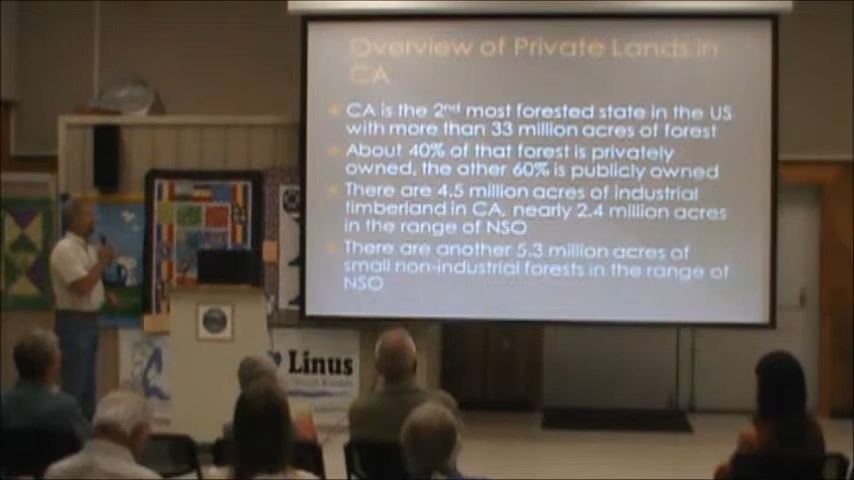 Overview of Private Lands in
CA
CA is the 2nd most forested state in the US
with more than 33 million acres of forest
About 40% of that forest is privately
owned, the other 60% is publicly owned
There are 4.5 million acres of industrial
timberland in CA, nearly 2.4 million acres
in the range of NSO
There are another 5.3 million acres of
small non-industrial forests in the range of
NSO
Linus